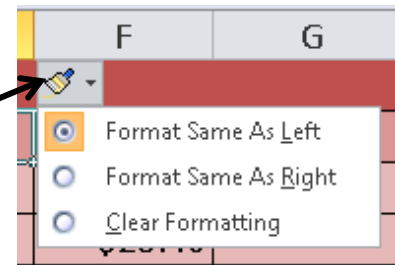 F G
Format Same As Left
Format Same As Right
Clear Formatting